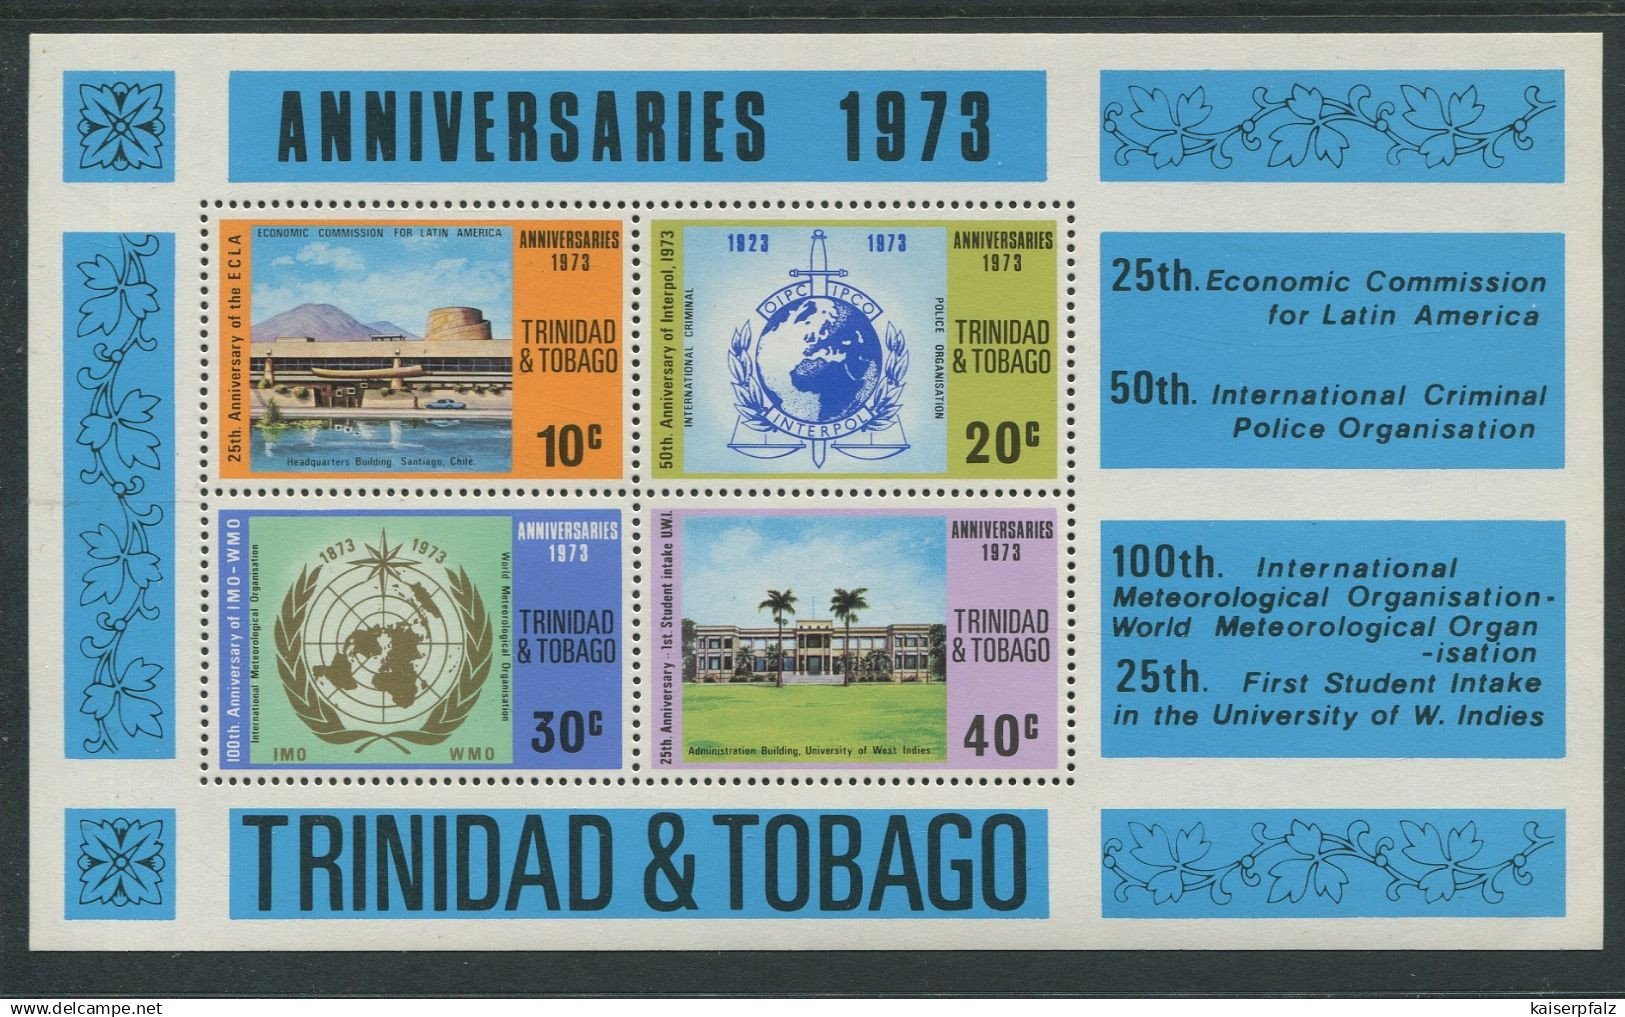 ANNIVERSARIES 1973
25th. Anniversary of the ECLA
ECONOMIC COMMISSION FOR LATIN AMERICA
Headquarters Building, Santiago, Chile.
ANNIVERSARIES
1973
TRINIDAD
& TOBAGO
10c
50th. Anniversary of Interpol, 1973
INTERNATIONAL CRIMINAL
1923 1973
OIPC IPCO
INTERPOL
POLICE ORGANISATION
ANNIVERSARIES
1973
TRINIDAD
& TOBAGO
20c
100th. Anniversary of IMO-WMO
International Meteorological Organisation
1873 1973
IMO WMO
World Meteorological Organisation
ANNIVERSARIES
1973
TRINIDAD
& TOBAGO
30c
25th. Anniversary - 1st. Student intake U.W.I.
Administration Building, University of West Indies.
ANNIVERSARIES
1973
TRINIDAD
& TOBAGO
40c
25th. Economic Commission
for Latin America
50th. International Criminal
Police Organisation
100th. International
Meteorological Organisation-
World Meteorological Organ
-isation
25th. First Student Intake
in the University of W. Indies
TRINIDAD & TOBAGO
kaiserpfalz